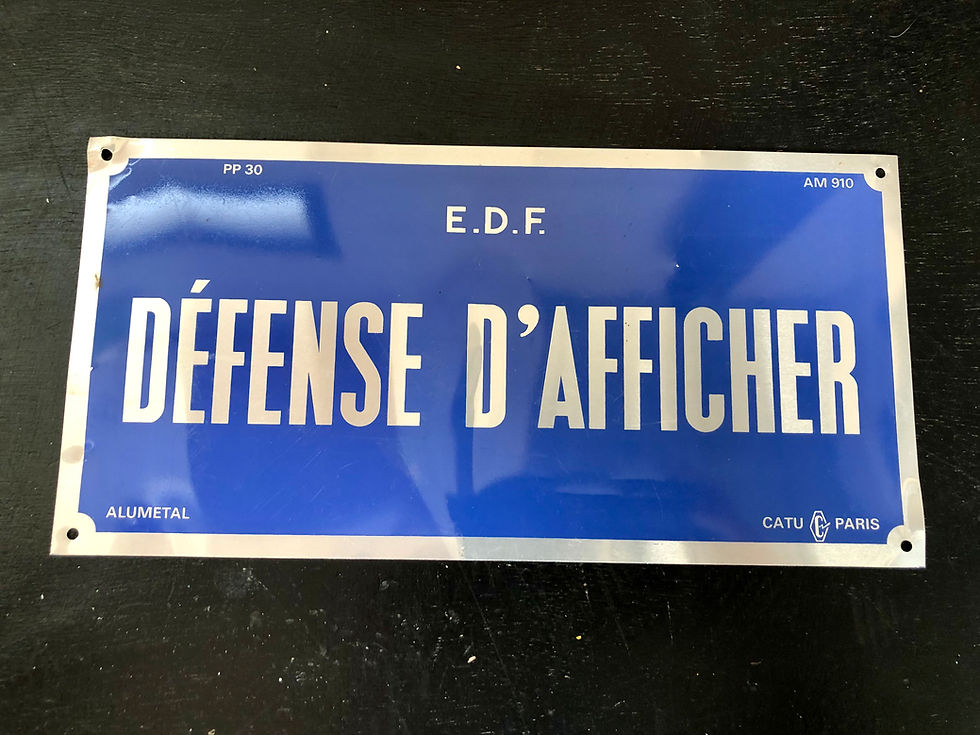 PP 30
AM 910
E.D.F.
DÉFENSE D'AFFICHER
ALUMETAL
CATU C PARIS